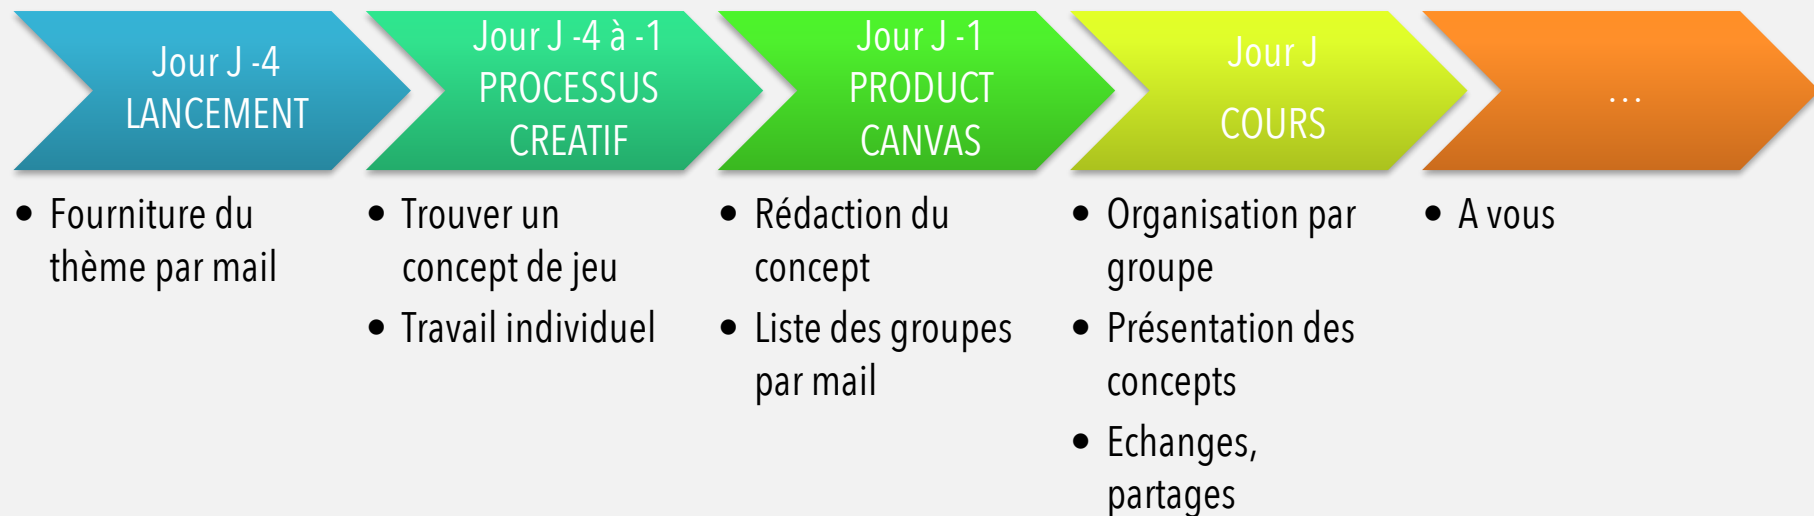 Jour J -4
LANCEMENT
• Fourniture du
thème par mail
Jour J -4 à -1
PROCESSUS
CREATIF
• Trouver un
concept de jeu
• Travail individuel
Jour J -1
PRODUCT
CANVAS
• Rédaction du
concept
• Liste des groupes
par mail
Jour J
COURS
• Organisation par
groupe
• Présentation des
concepts
• Echanges,
partages
...
• A vous